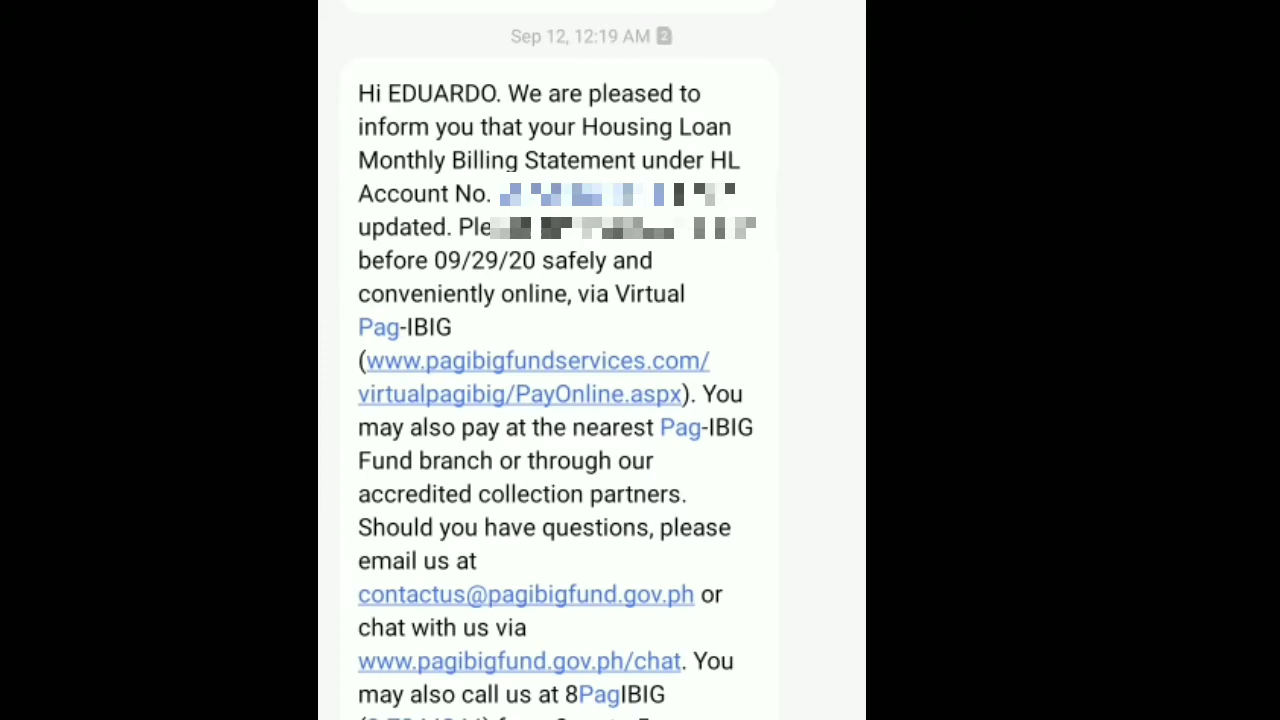 Sep 12, 12:19 AM 2
Hi EDUARDO. We are pleased to
inform you that your Housing Loan
Monthly Billing Statement under HL
Account No.
updated.
before 09/29/20 safely and
conveniently online, via Virtual
Pag-IBIG
(www.pagibigfundservices.com/
virtualpagibig/PayOnline.aspx). You
may also pay at the nearest Pag-IBIG
Fund branch or through our
accredited collection partners.
Should you have questions, please
email us at
contactus@pagibigfund.gov.ph or
chat with us via
www.pagibigfund.gov.ph/chat. You
may also call us at 8PagIBIG